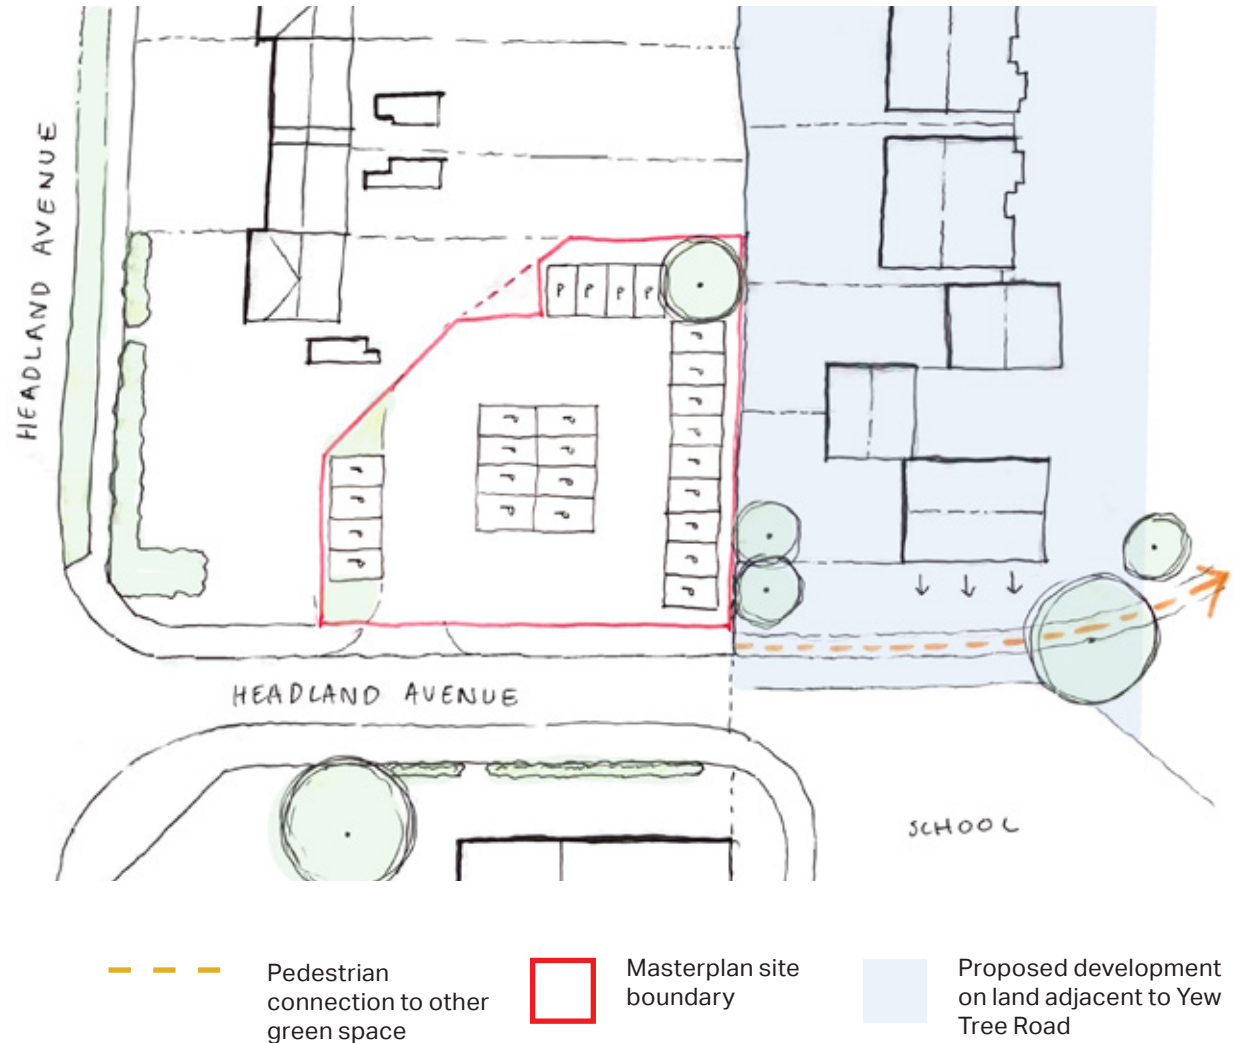 HEADLAND AVENUE
P P P P
P
P
P
P
P
P
P
P
P
P P
P P
P P
P P
P
P
P
P
HEADLAND AVENUE
SCHOOL
Pedestrian
connection to other
green space
Masterplan site
boundary
Proposed development
on land adjacent to Yew
Tree Road